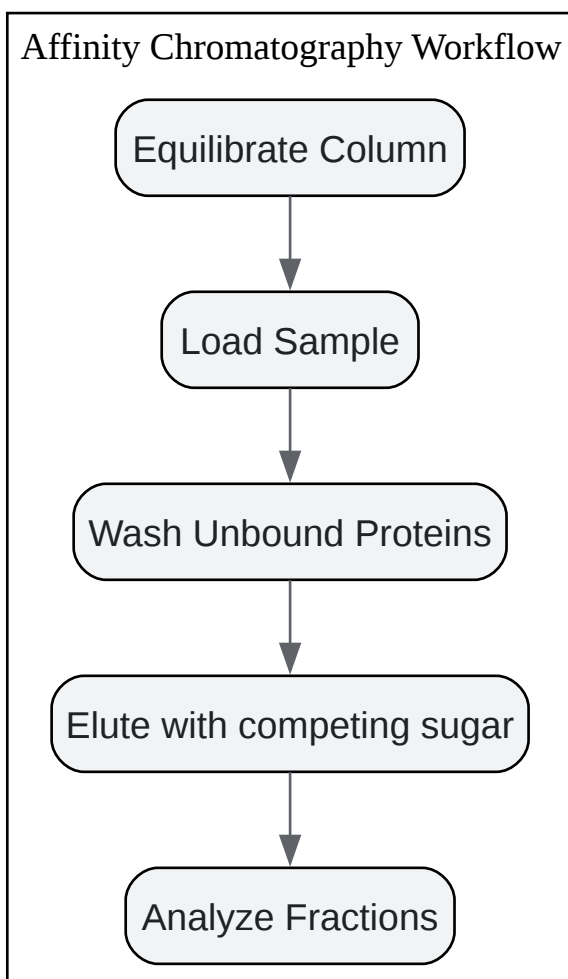 Affinity Chromatography Workflow
Equilibrate Column
Load Sample
Wash Unbound Proteins
Elute with competing sugar
Analyze Fractions